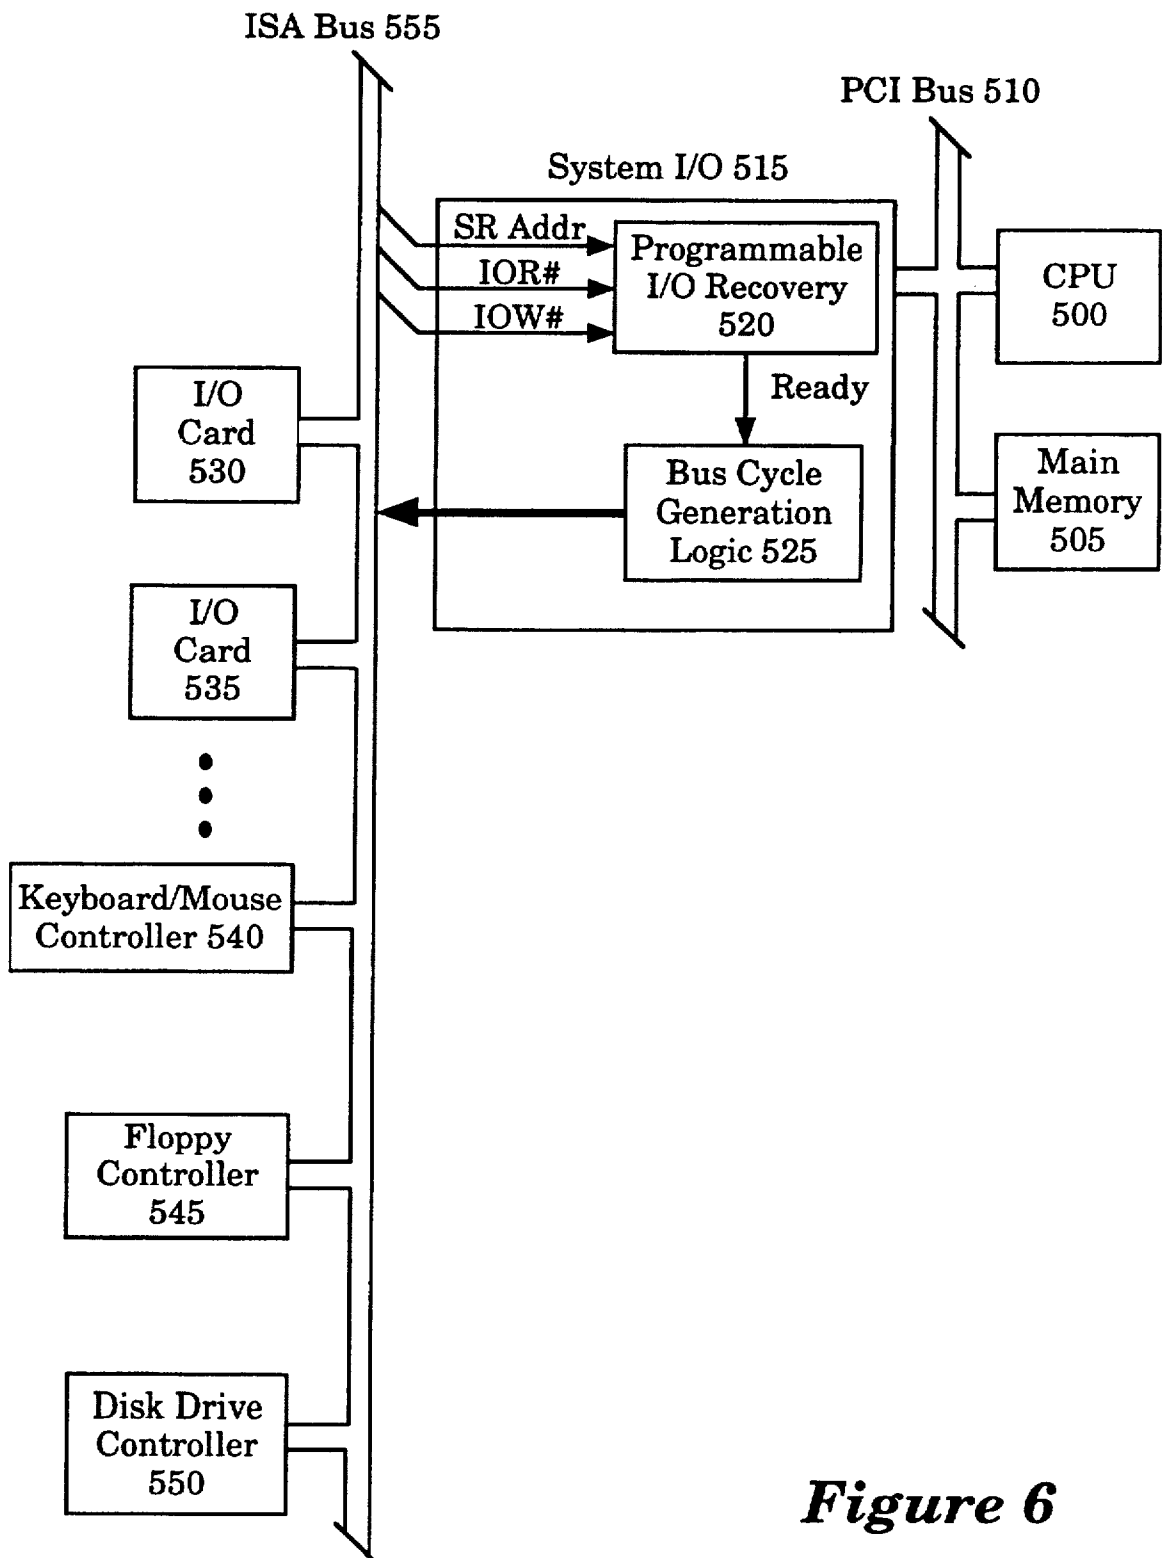 ISA Bus 555
PCI Bus 510
System I/O 515
SR Addr
IOR#
IOW#
Programmable
I/O Recovery
520
CPU
500
Ready
I/O
Card
530
Bus Cycle
Generation
Logic 525
Main
Memory
505
I/O
Card
535
Keyboard/Mouse
Controller 540
Floppy
Controller
545
Disk Drive
Controller
550
Figure 6